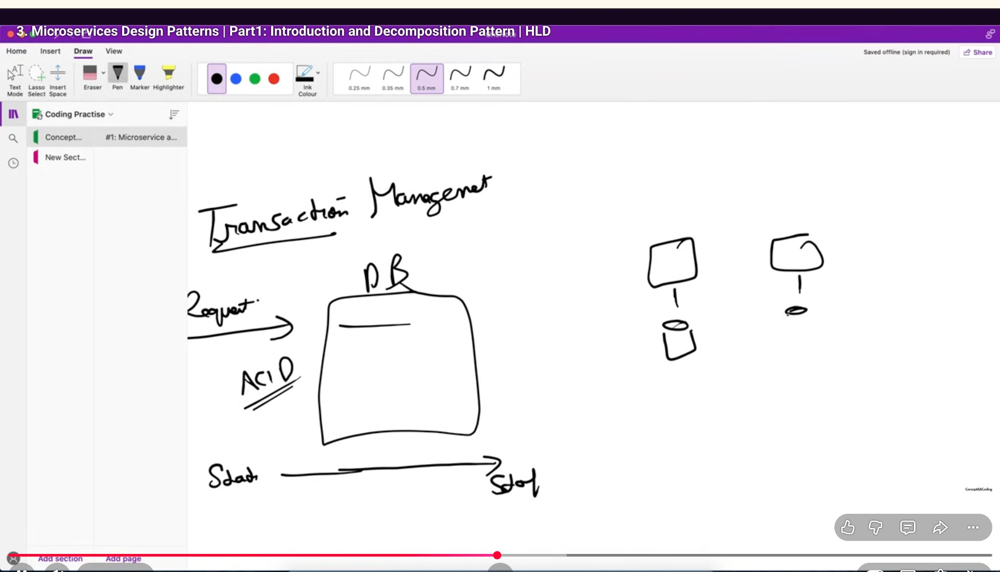 3. Microservices Design Patterns | Part1: Introduction and Decomposition Pattern | HLD
Home Insert Draw View
Saved offline (sign in required) Share
Text Mode
Lasso Select
Insert Space
Eraser
Pen
Marker
Highlighter
Ink Colour
0.25 mm
0.35 mm
0.5 mm
0.7 mm
1 mm
Coding Practise
Concept...
#1: Microservice a...
New Sect...
Transaction Managenet
DB
Request
ACID
Start
Stop
Concept&&Coding
Add section
Add page